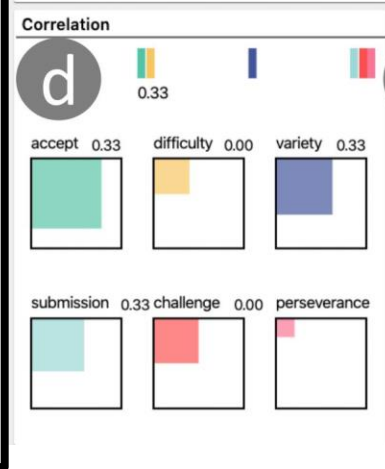 Correlation
d
0.33
accept 0.33 difficulty 0.00 variety 0.33
submission 0.33 challenge 0.00 perseverance